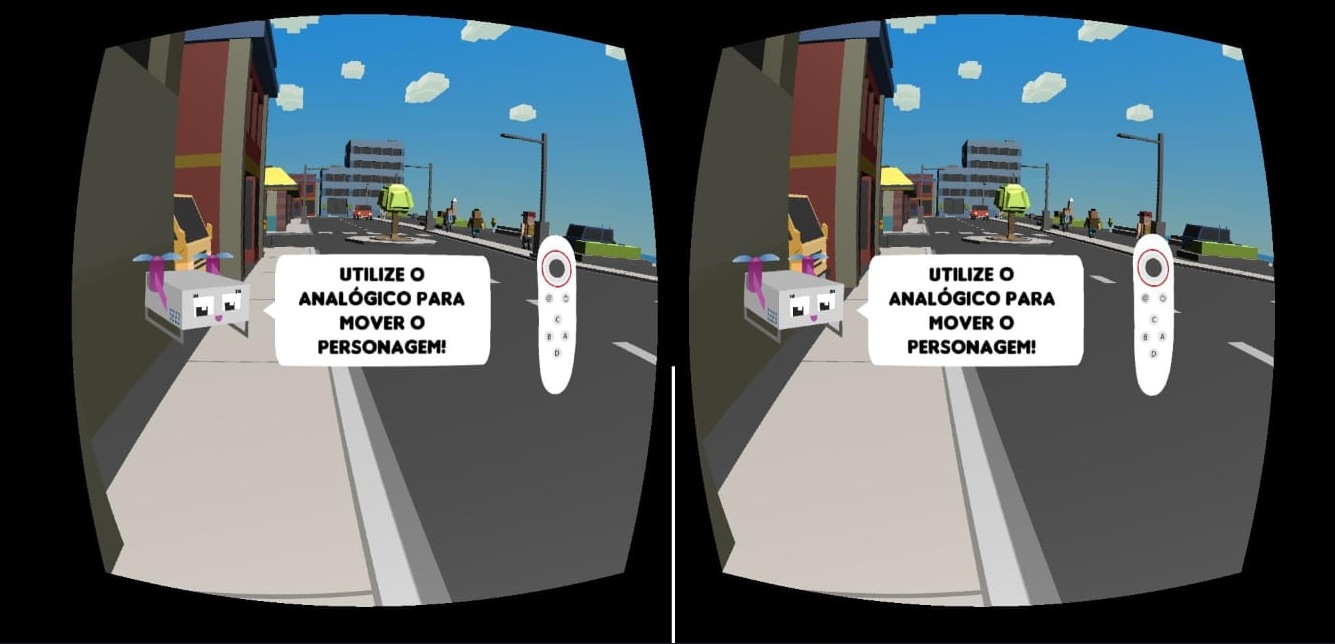 UTILIZE O
ANALÓGICO PARA
MOVER O
PERSONAGEM!
@
C
B A
D
UTILIZE O
ANALÓGICO PARA
MOVER O
PERSONAGEM!
@
C
B A
D